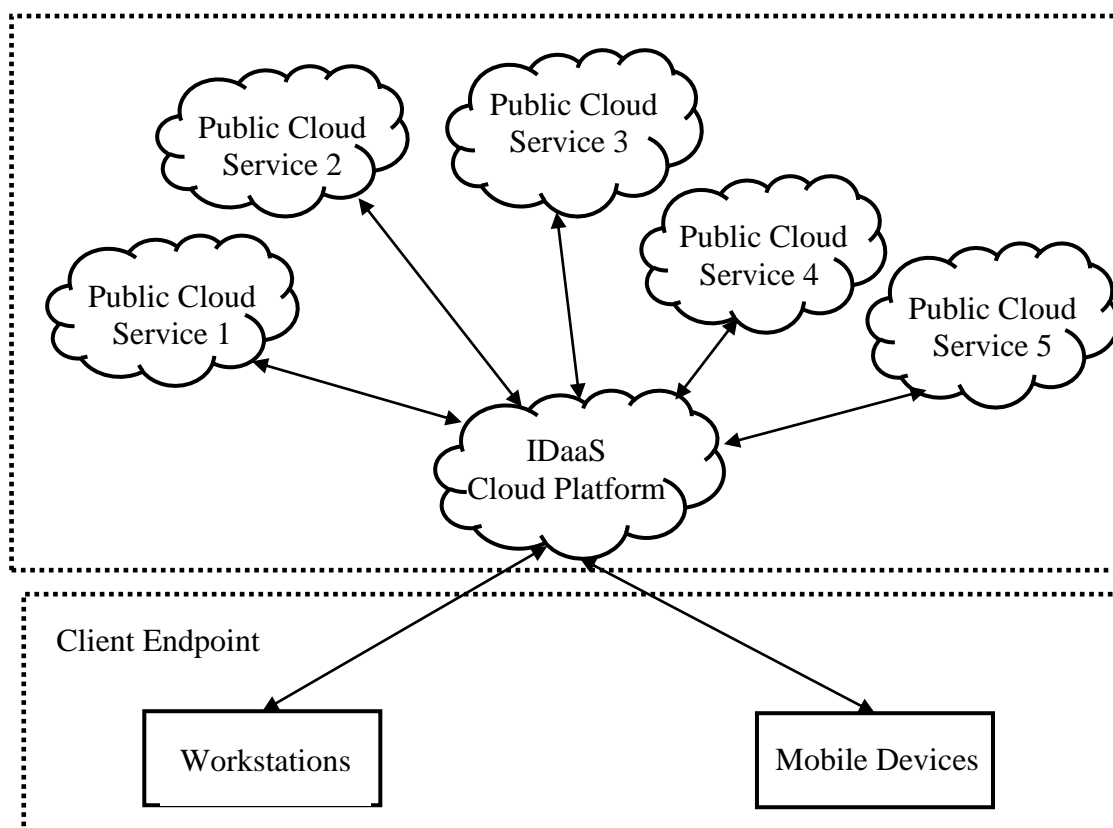 Public Cloud
Service 1
Public Cloud
Service 2
Public Cloud
Service 3
Public Cloud
Service 4
Public Cloud
Service 5
IDaaS
Cloud Platform
Client Endpoint
Workstations
Mobile Devices